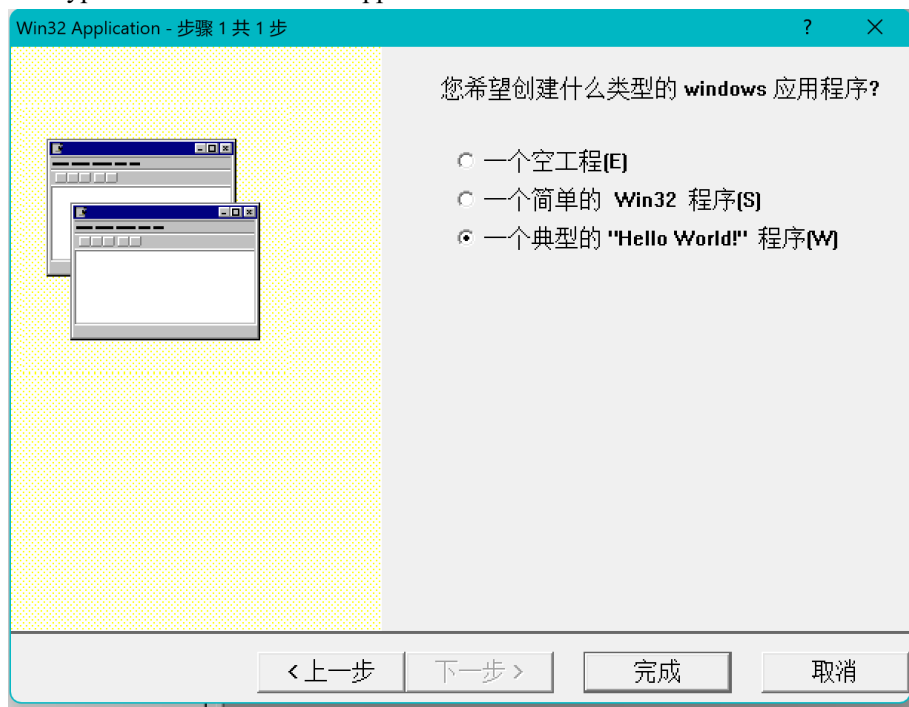 Win32 Application - 步骤 1 共 1 步
您希望创建什么类型的 windows 应用程序?
一个空工程(E)
一个简单的 Win32 程序(S)
一个典型的 "Hello World!" 程序(W)
<上一步
下一步>
完成
取消